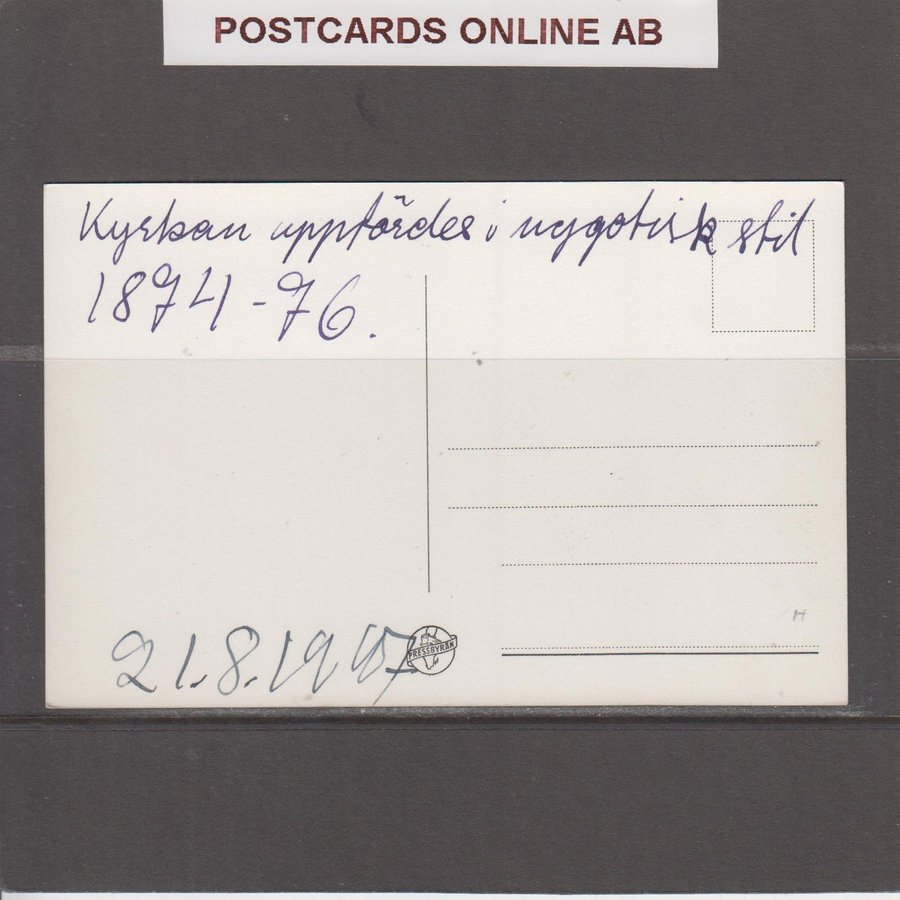 POSTCARDS ONLINE AB
Kyrkan uppfördes i nygotisk stil
1874-76.
21.8.1947
PRESSBYRÅN
H